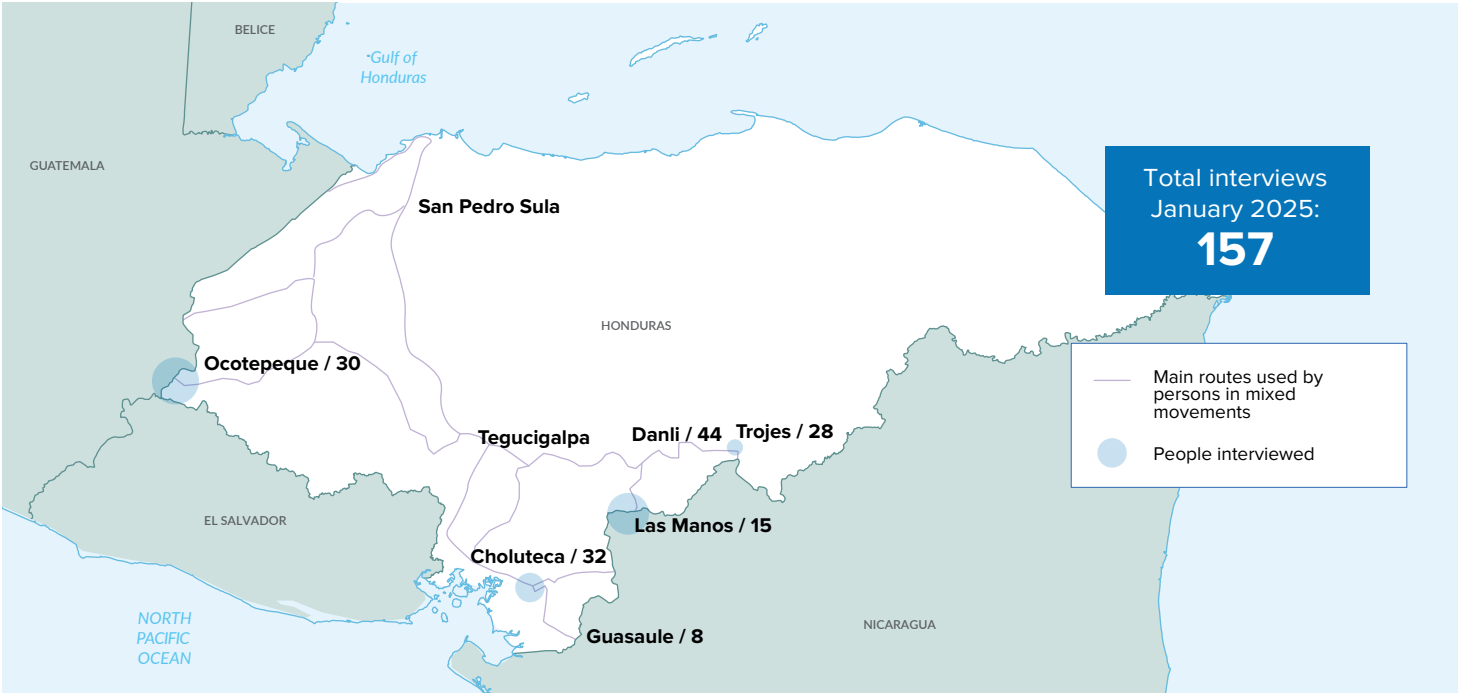 BELICE
Gulf of
Honduras
GUATEMALA
Total interviews
January 2025:
157
San Pedro Sula
HONDURAS
Ocotepeque / 30
Main routes used by
persons in mixed
movements
People interviewed
Tegucigalpa
Danli / 44
Trojes / 28
EL SALVADOR
Las Manos / 15
Choluteca / 32
NORTH
PACIFIC
OCEAN
NICARAGUA
Guasaule / 8